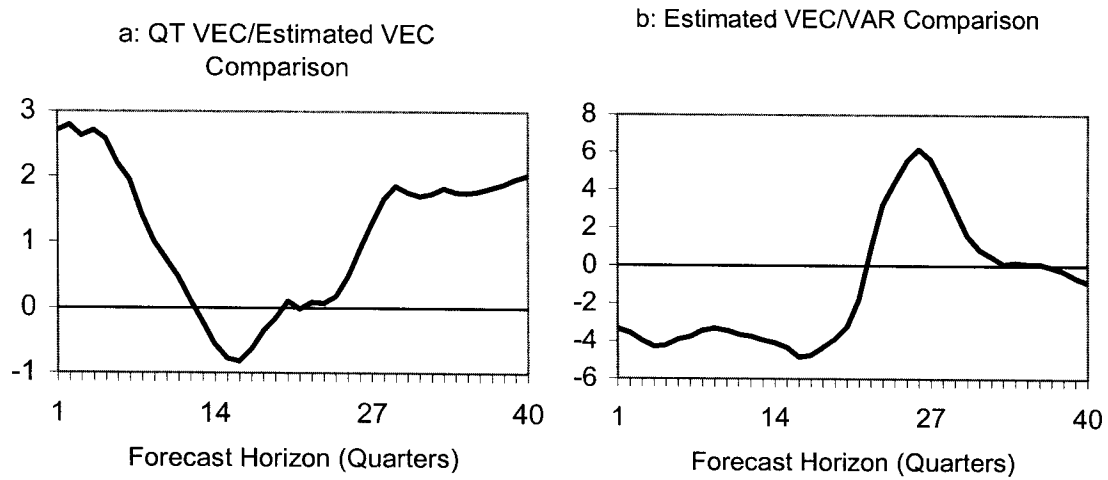 a: QT VEC/Estimated VEC
Comparison
3
2
1
0
-1
1 14 27 40
Forecast Horizon (Quarters)
b: Estimated VEC/VAR Comparison
8
6
4
2
0
-2
-4
-6
1 14 27 40
Forecast Horizon (Quarters)